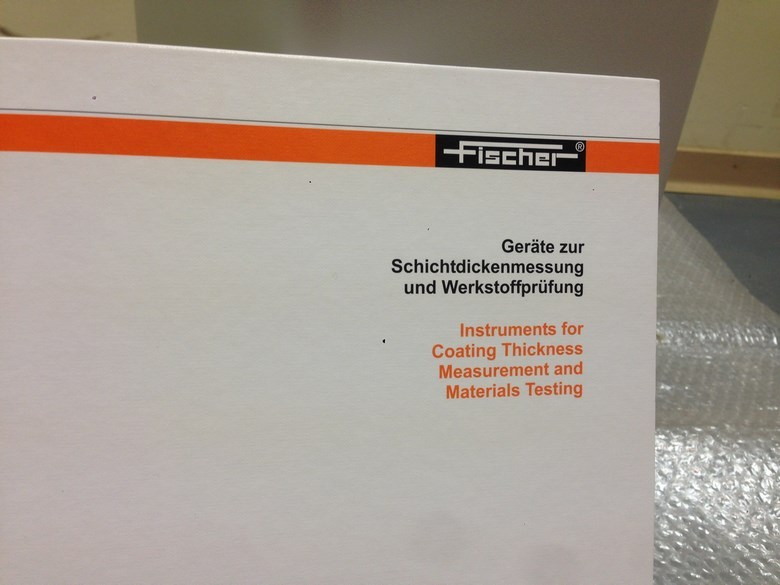 Fischer®
Geräte zur
Schichtdickenmessung
und Werkstoffprüfung
Instruments for
Coating Thickness
Measurement and
Materials Testing